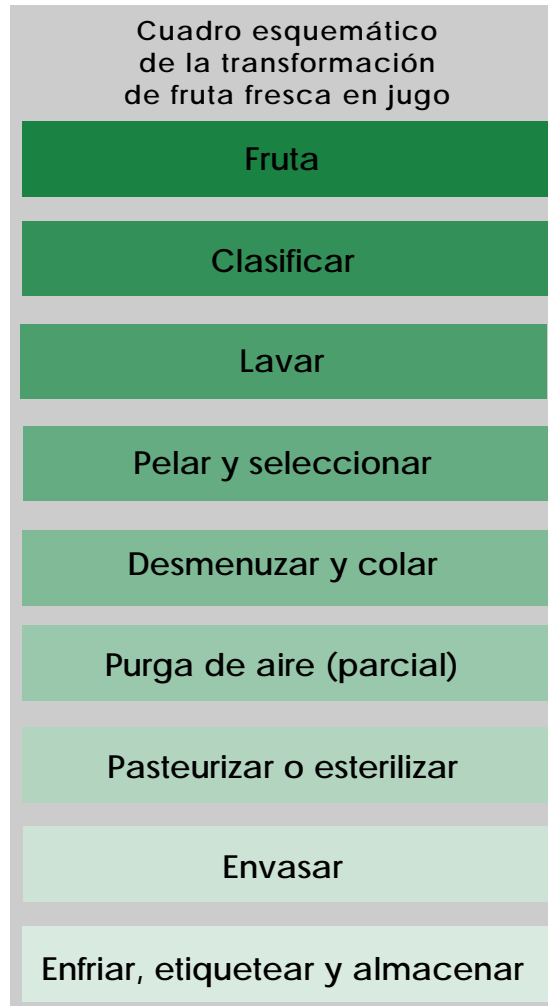 Cuadro esquemático
de la transformación
de fruta fresca en jugo
Fruta
Clasificar
Lavar
Pelar y seleccionar
Desmenuzar y colar
Purga de aire (parcial)
Pasteurizar o esterilizar
Envasar
Enfriar, etiquetear y almacenar